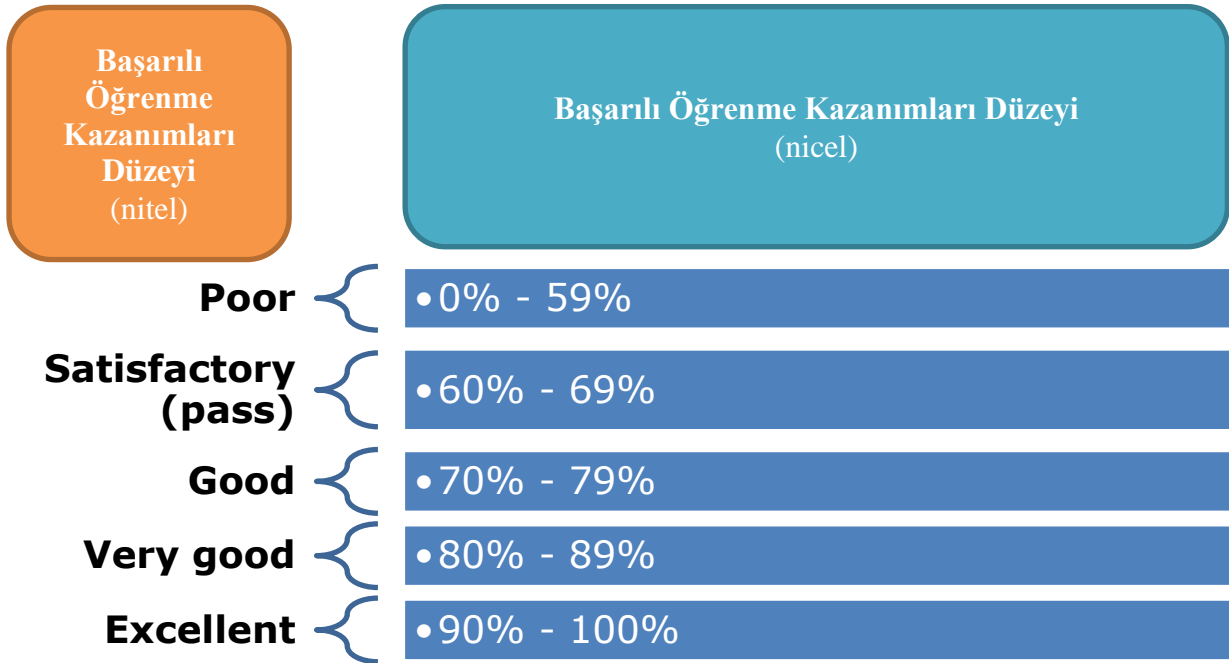 Başarılı
Öğrenme
Kazanımları
Düzeyi
(nitel)
Başarılı Öğrenme Kazanımları Düzeyi
(nicel)
Poor
•0% - 59%
Satisfactory
(pass)
•60% - 69%
Good
•70% - 79%
Very good
•80% - 89%
Excellent
•90% - 100%